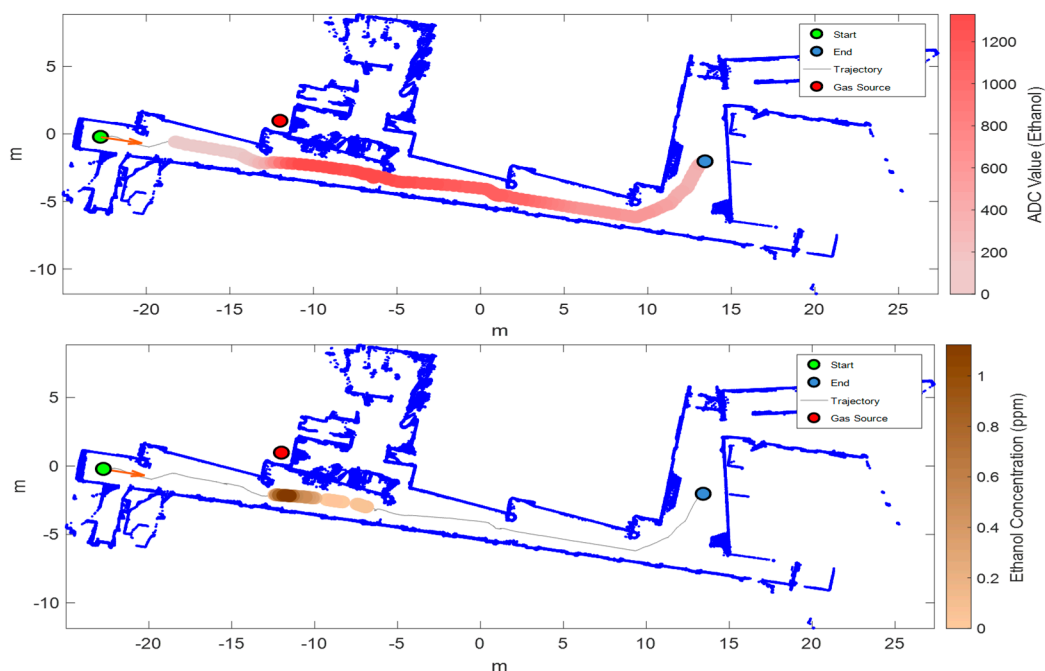 5
0
-5
-10
m
-20
-15
-10
-5
0
5
10
15
20
25
m
Start
End
Trajectory
Gas Source
1200
1000
800
600
400
200
0
ADC Value (Ethanol)
5
0
-5
-10
m
-20
-15
-10
-5
0
5
10
15
20
25
m
Start
End
Trajectory
Gas Source
1
0.8
0.6
0.4
0.2
0
Ethanol Concentration (ppm)